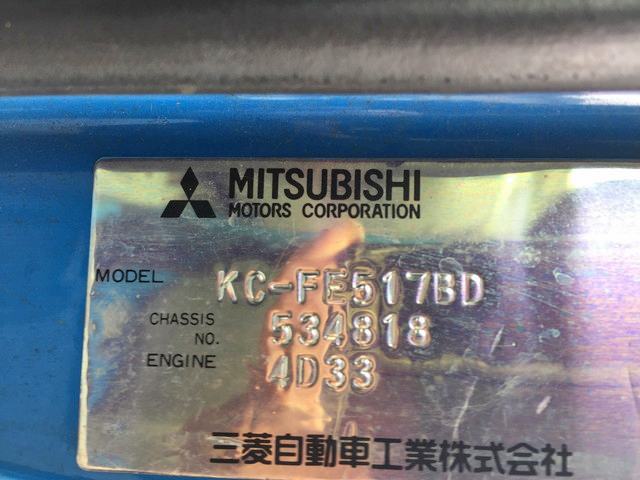 MITSUBISHI
MOTORS CORPORATION
MODEL KC-FE517BD
CHASSIS NO. 534818
ENGINE 4D33
三菱自動車工業株式会社